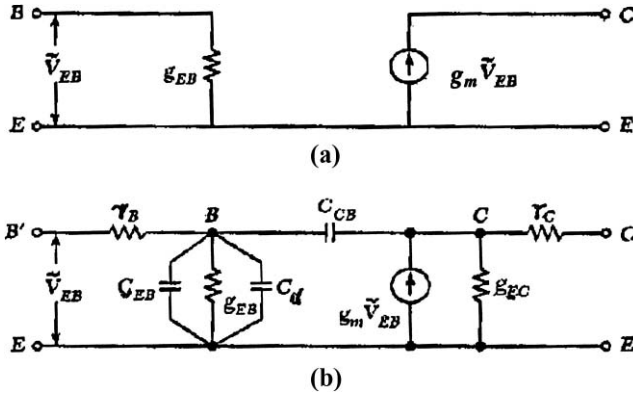 B C
Ṽ_EB g_EB g_m Ṽ_EB
E E
(a)
B' r_B B C_CB C r_C C
Ṽ_EB C_EB g_EB C_d g_m Ṽ_EB g_EC
E E
(b)